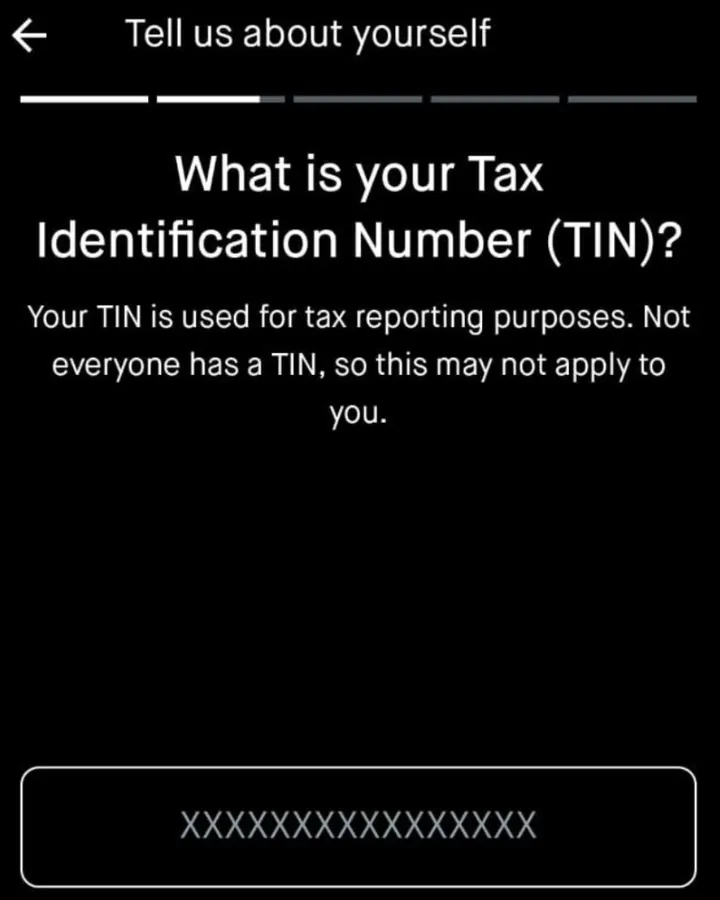 Tell us about yourself
What is your Tax
Identification Number (TIN)?
Your TIN is used for tax reporting purposes. Not
everyone has a TIN, so this may not apply to
you.
XXXXXXXXXXXXXXXX